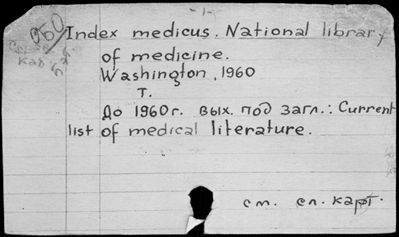 - 1 -
Index medicus. National library
of medicine.
Washington, 1960
т.
До 1960г. вых. под загл.: Current
list of medical literature.
см. сл. карт.